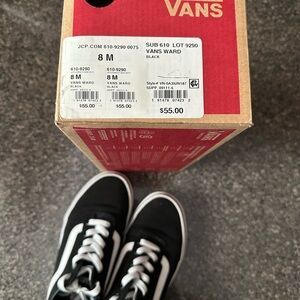 VANS
JCP.COM 610-9290 0075
8 M
SUB 610 LOT 9290
VANS WARD
BLACK
610-9290
8 M
VANS WARD
BLACK
$55.00
610-9290
8 M
VANS WARD
BLACK
$55.00
$55.00
VANS